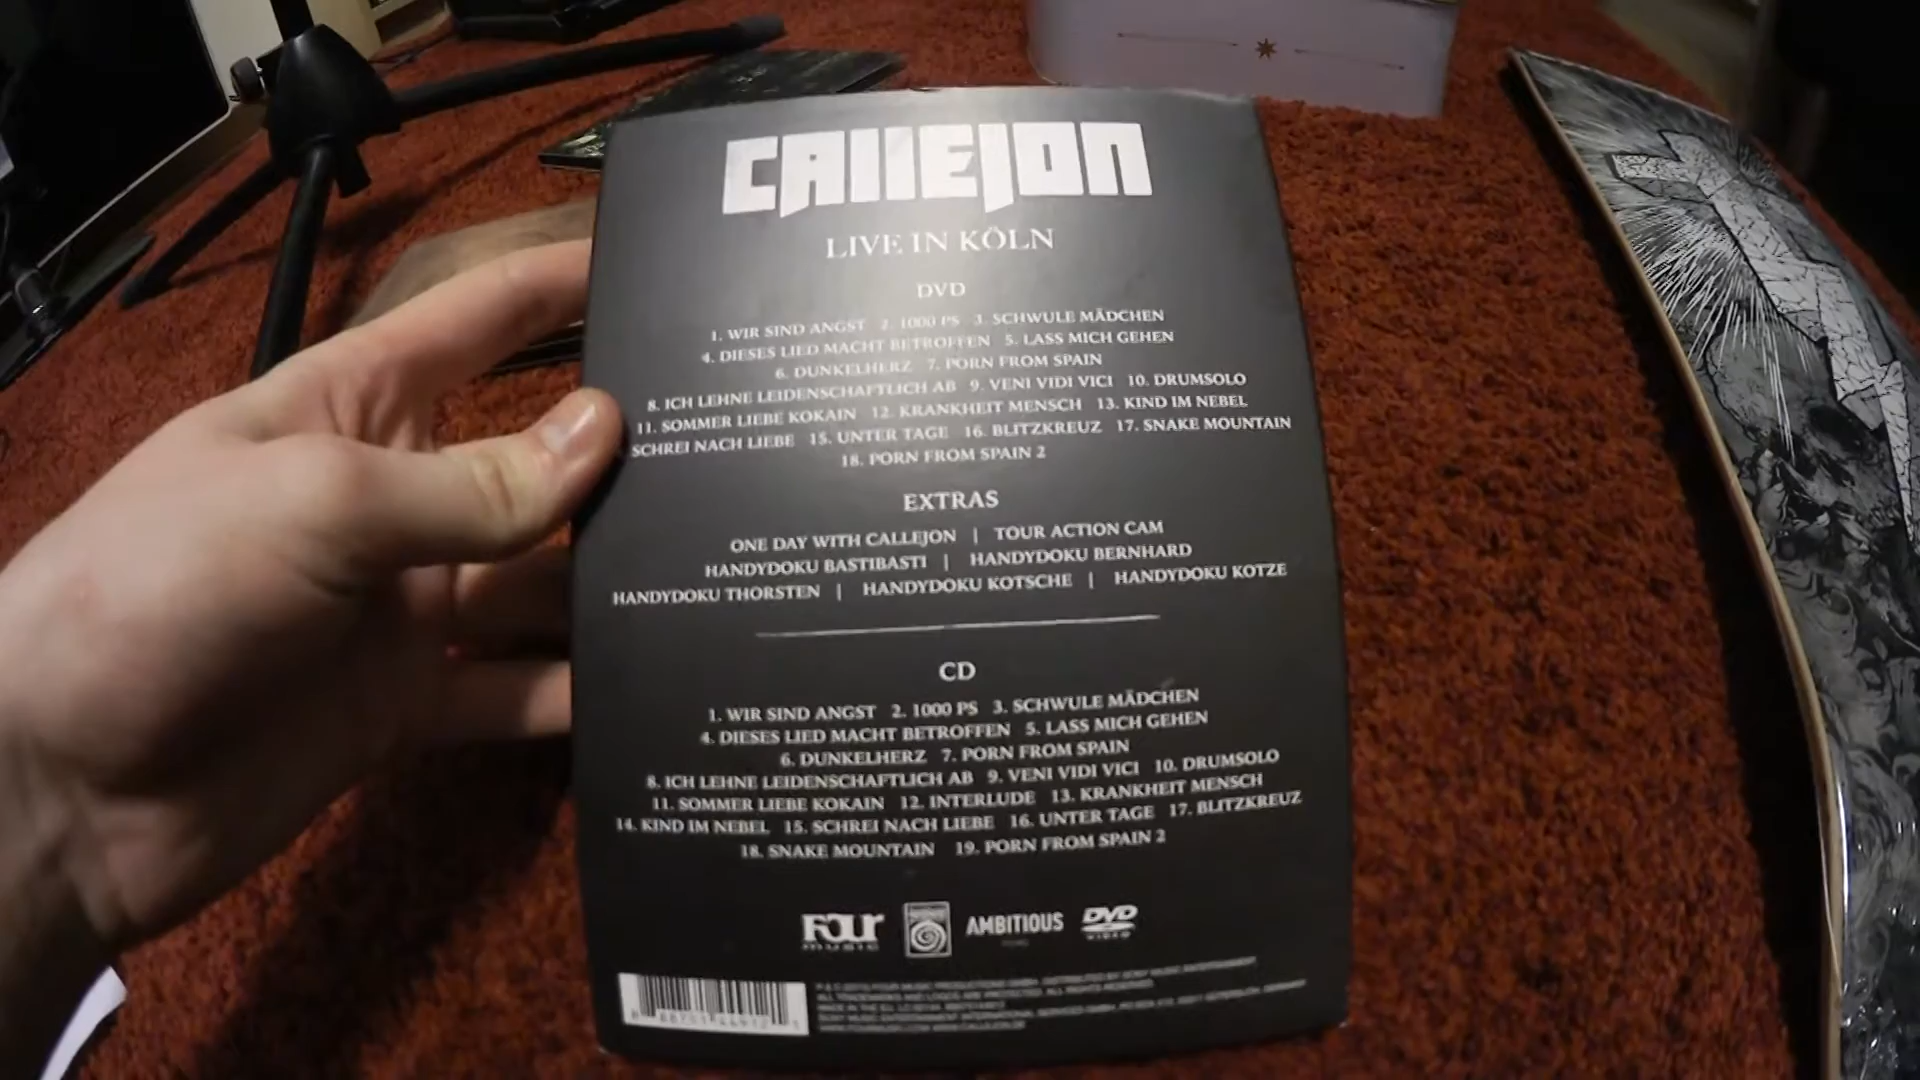 CALLEJON
LIVE IN KÖLN
DVD
1. WIR SIND ANGST 2. 1000 PS 3. SCHWULE MÄDCHEN
4. DIESES LIED MACHT BETROFFEN 5. LASS MICH GEHEN
6. DUNKELHERZ 7. PORN FROM SPAIN
8. ICH LEHNE LEIDENSCHAFTLICH AB 9. VENI VIDI VICI 10. DRUMSOLO
11. SOMMER LIEBE KOKAIN 12. KRANKHEIT MENSCH 13. KIND IM NEBEL
SCHREI NACH LIEBE 15. UNTER TAGE 16. BLITZKREUZ 17. SNAKE MOUNTAIN
18. PORN FROM SPAIN 2
EXTRAS
ONE DAY WITH CALLEJON | TOUR ACTION CAM
HANDYDOKU BASTIBASTI | HANDYDOKU BERNHARD
HANDYDOKU THORSTEN | HANDYDOKU KOTSCHE | HANDYDOKU KOTZE
CD
1. WIR SIND ANGST 2. 1000 PS 3. SCHWULE MÄDCHEN
4. DIESES LIED MACHT BETROFFEN 5. LASS MICH GEHEN
6. DUNKELHERZ 7. PORN FROM SPAIN
8. ICH LEHNE LEIDENSCHAFTLICH AB 9. VENI VIDI VICI 10. DRUMSOLO
11. SOMMER LIEBE KOKAIN 12. INTERLUDE 13. KRANKHEIT MENSCH
14. KIND IM NEBEL 15. SCHREI NACH LIEBE 16. UNTER TAGE 17. BLITZKREUZ
18. SNAKE MOUNTAIN 19. PORN FROM SPAIN 2
FOUR MUSIC AMBITIOUS DVD VIDEO